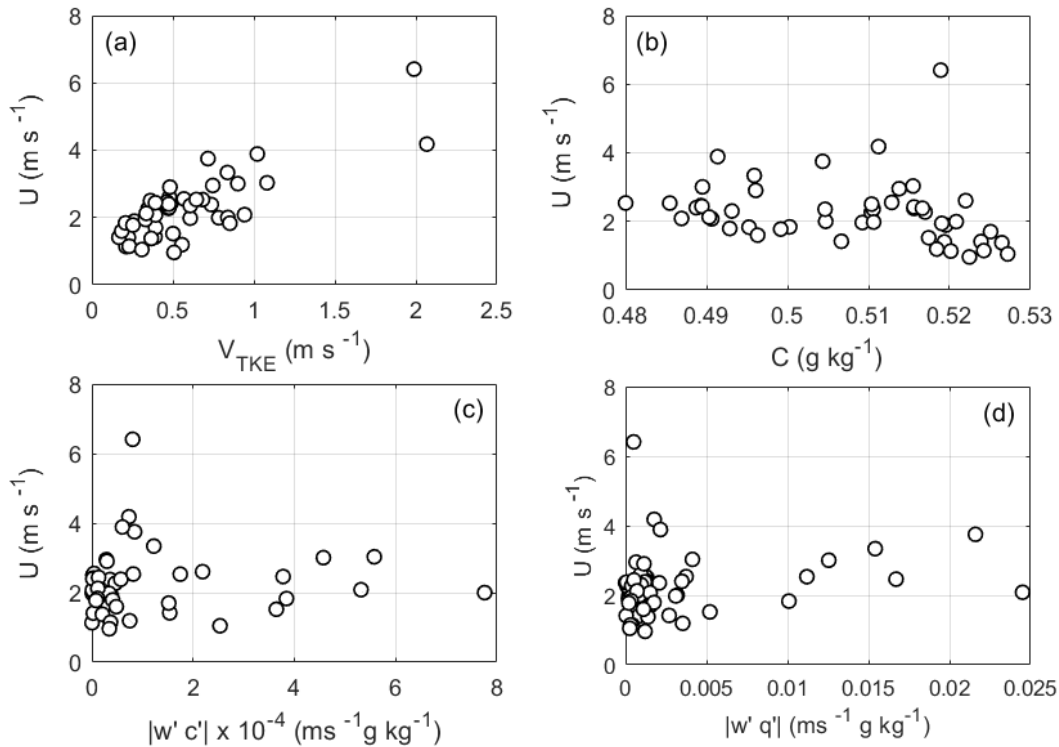 (a)
8
6
4
2
0
U (m s -1)
0 0.5 1 1.5 2 2.5
V_TKE (m s -1)
(b)
8
6
4
2
0
U (m s -1)
0.48 0.49 0.5 0.51 0.52 0.53
C (g kg-1)
(c)
8
6
4
2
0
U (m s -1)
0 2 4 6 8
|w' c'| x 10-4 (ms -1g kg-1)
(d)
8
6
4
2
0
U (m s -1)
0 0.005 0.01 0.015 0.02 0.025
|w' q'| (ms -1 g kg-1)